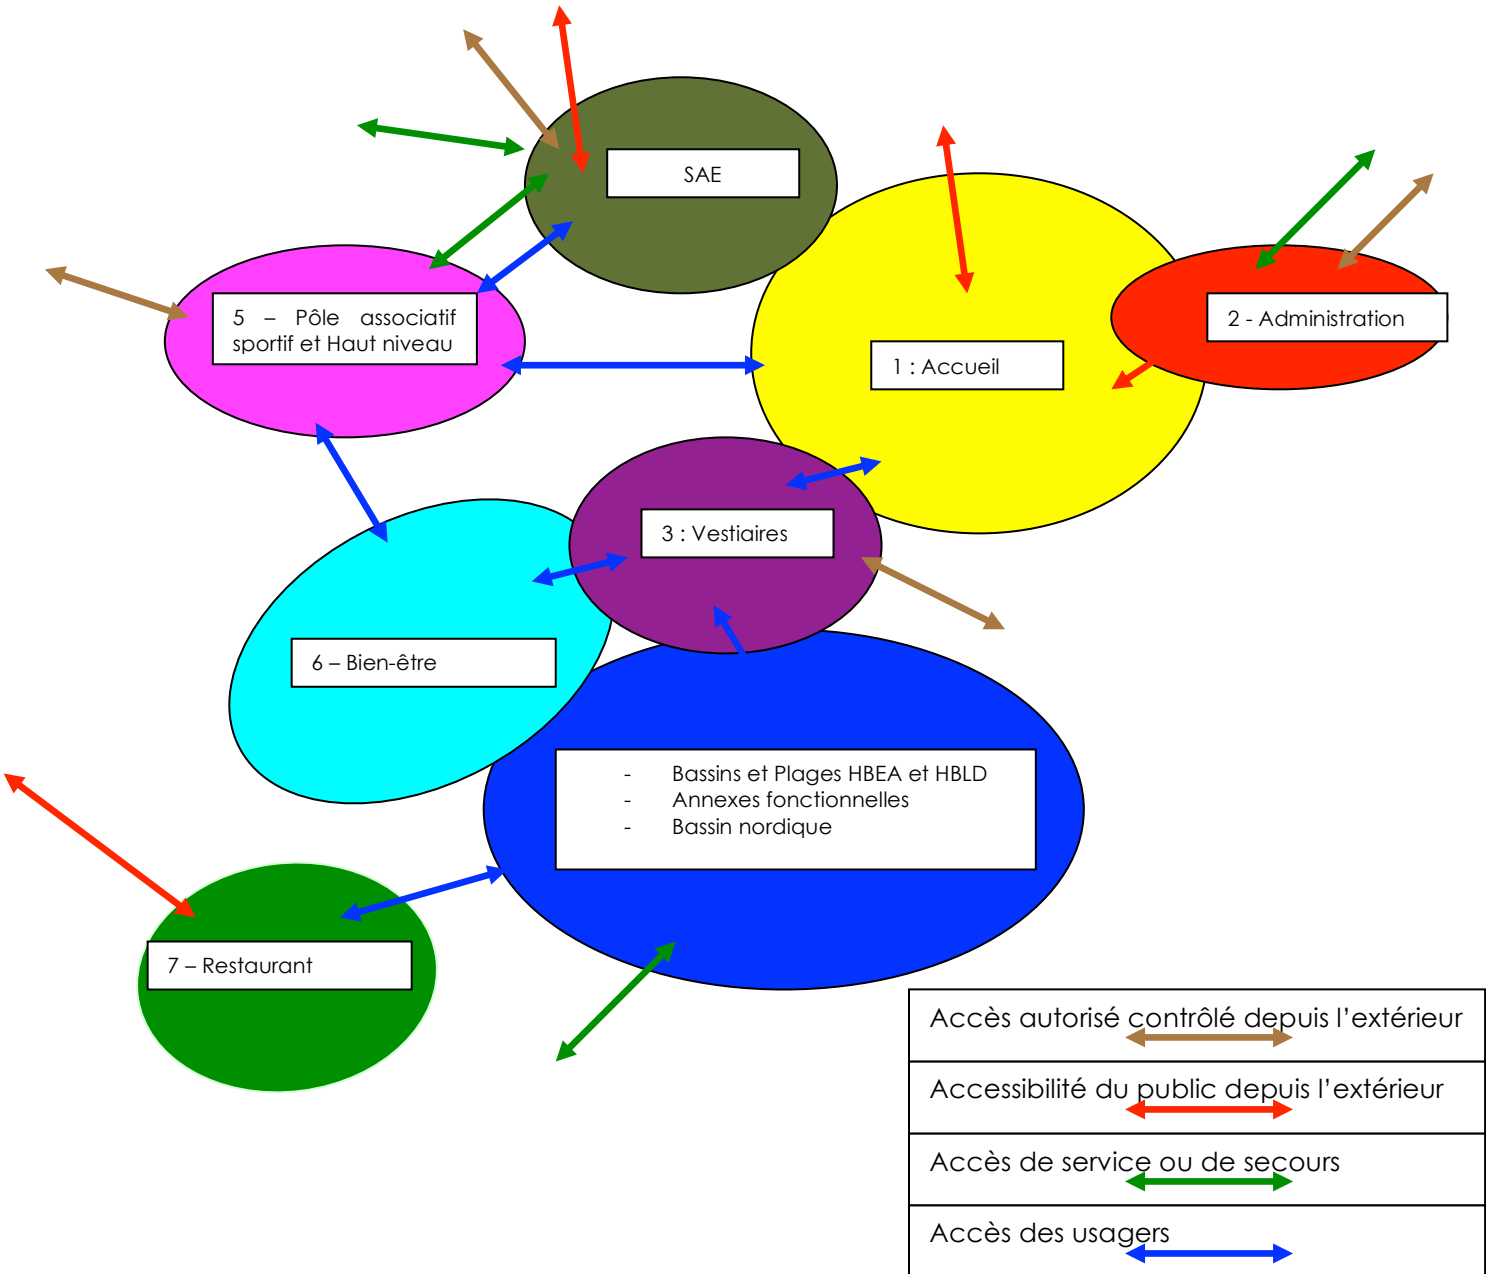 SAE
5 – Pôle associatif
sportif et Haut niveau
2 - Administration
1 : Accueil
3 : Vestiaires
6 – Bien-être
- Bassins et Plages HBEA et HBLD
- Annexes fonctionnelles
- Bassin nordique
7 – Restaurant
Accès autorisé contrôlé depuis l’extérieur
Accessibilité du public depuis l’extérieur
Accès de service ou de secours
Accès des usagers